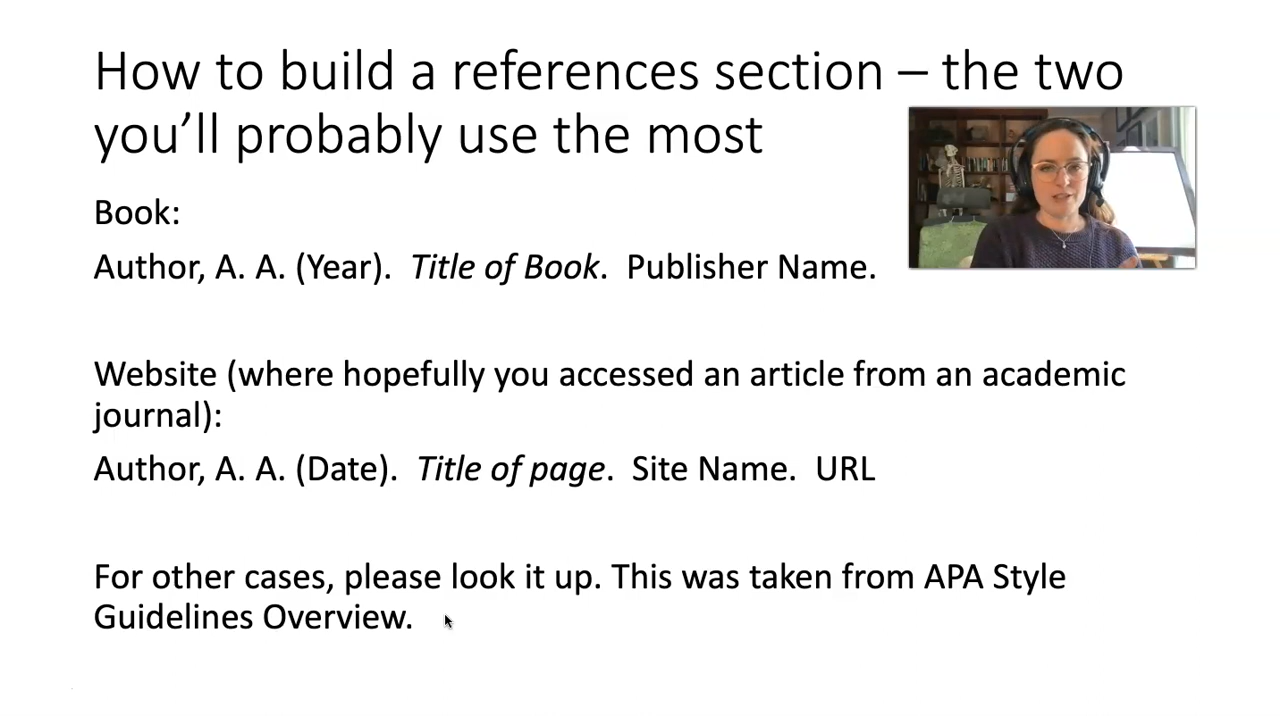 How to build a references section – the two
you’ll probably use the most
Book:
Author, A. A. (Year).  Title of Book.  Publisher Name.
Website (where hopefully you accessed an article from an academic
journal):
Author, A. A. (Date).  Title of page.  Site Name.  URL
For other cases, please look it up. This was taken from APA Style
Guidelines Overview.